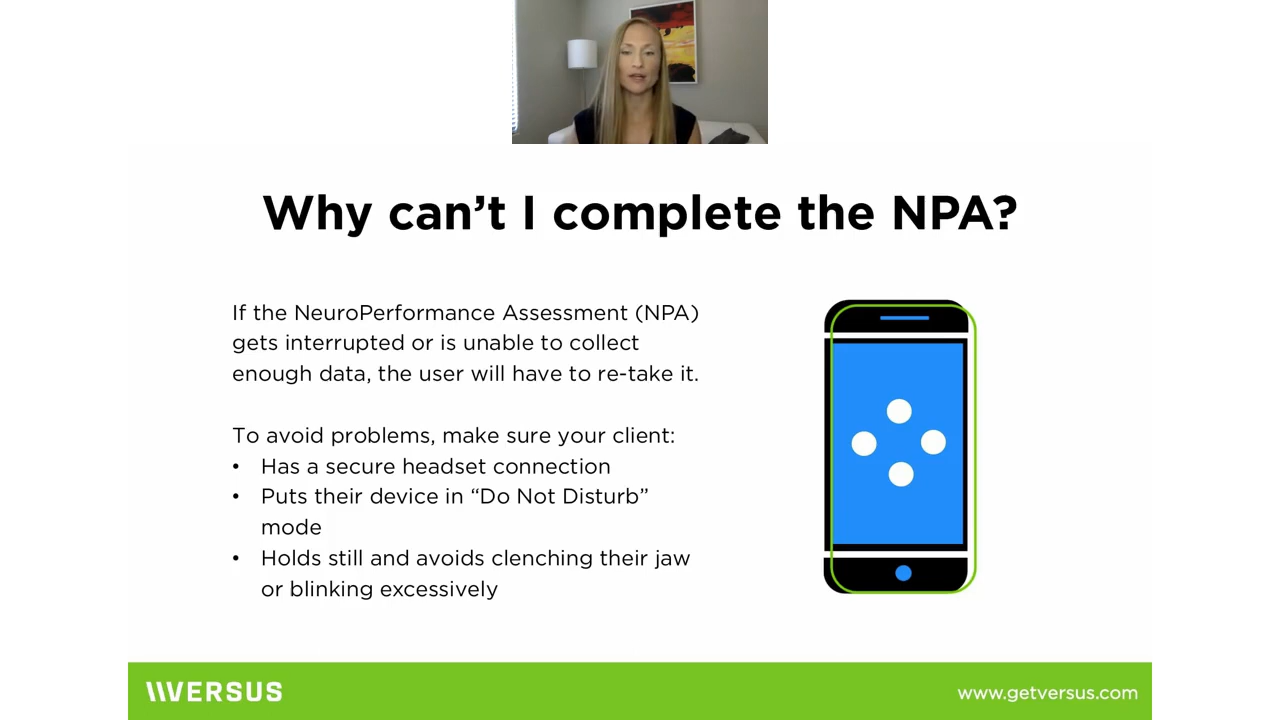 Why can’t I complete the NPA?
If the NeuroPerformance Assessment (NPA)
gets interrupted or is unable to collect
enough data, the user will have to re-take it.
To avoid problems, make sure your client:
• Has a secure headset connection
• Puts their device in “Do Not Disturb”
mode
• Holds still and avoids clenching their jaw
or blinking excessively
VERSUS
www.getversus.com